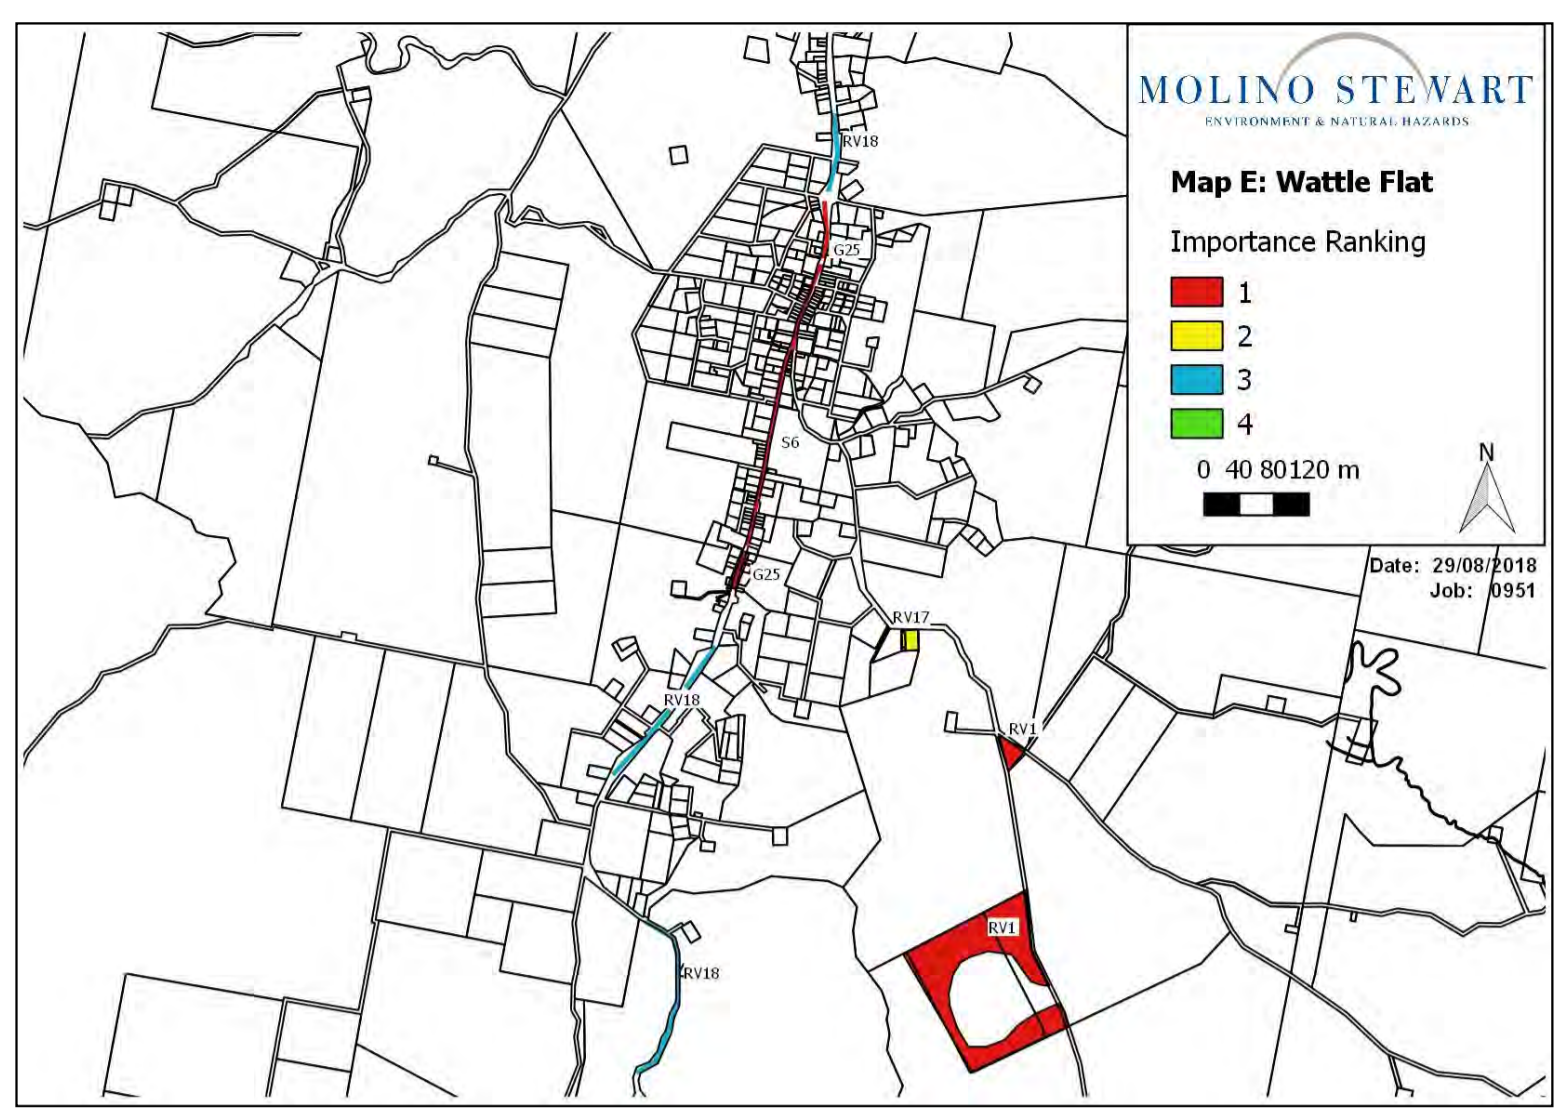 MOLINO STEWART
ENVIRONMENT & NATURAL HAZARDS
Map E: Wattle Flat
Importance Ranking
1
2
3
4
0 40 80120 m
N
Date: 29/08/2018
Job: 0951
RV18
G25
S6
G25
RV17
RV18
RV1
RV1
RV18